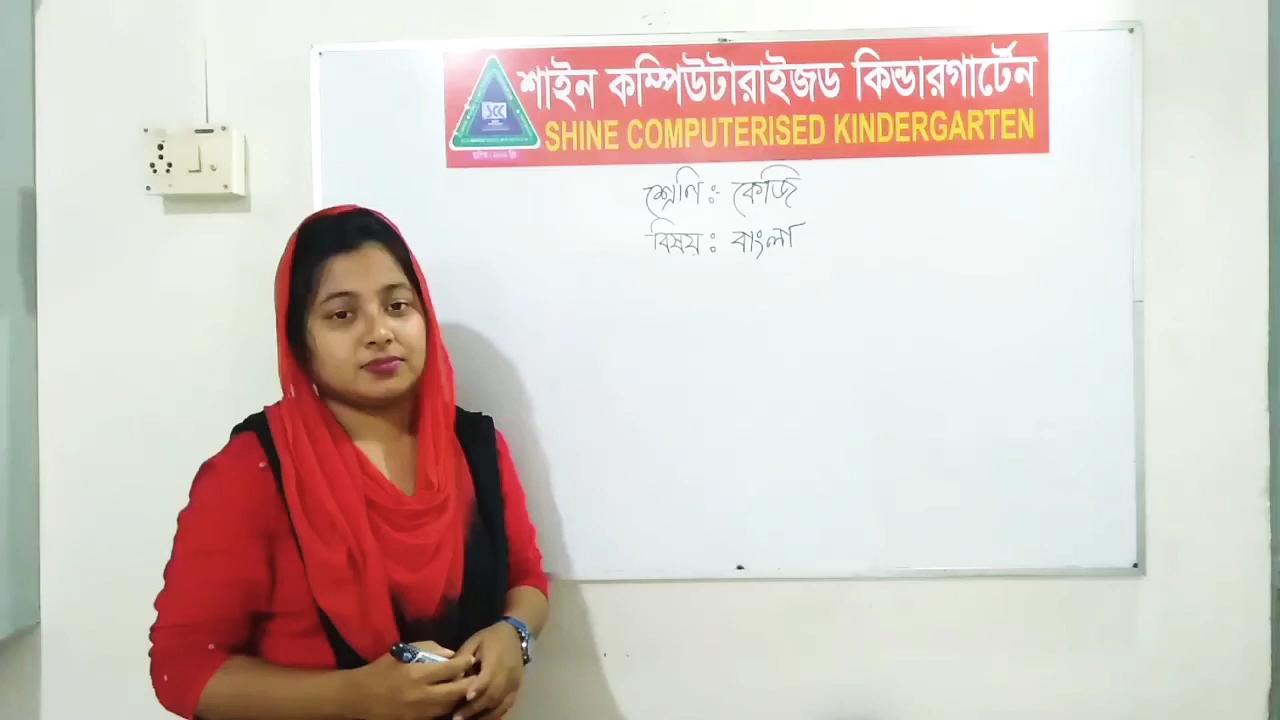 শাইন কম্পিউটারাইজড কিন্ডারগার্টেন
SHINE COMPUTERISED KINDERGARTEN
শ্রেণি : কেজি
বিষয় : বাংলা